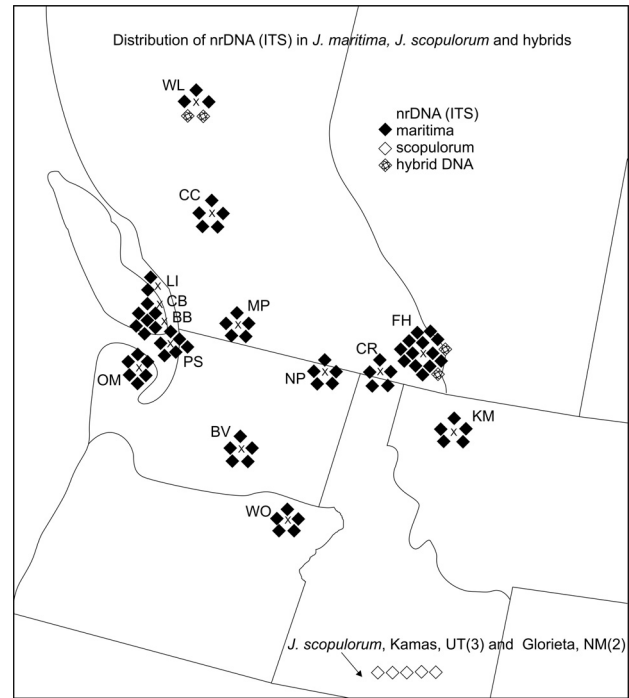 Distribution of nrDNA (ITS) in J. maritima, J. scopulorum and hybrids
WL
nrDNA (ITS)
maritima
scopulorum
hybrid DNA
CC
LI
CB
BB
MP
FH
PS
CR
OM
NP
KM
BV
WO
J. scopulorum, Kamas, UT(3) and Glorieta, NM(2)